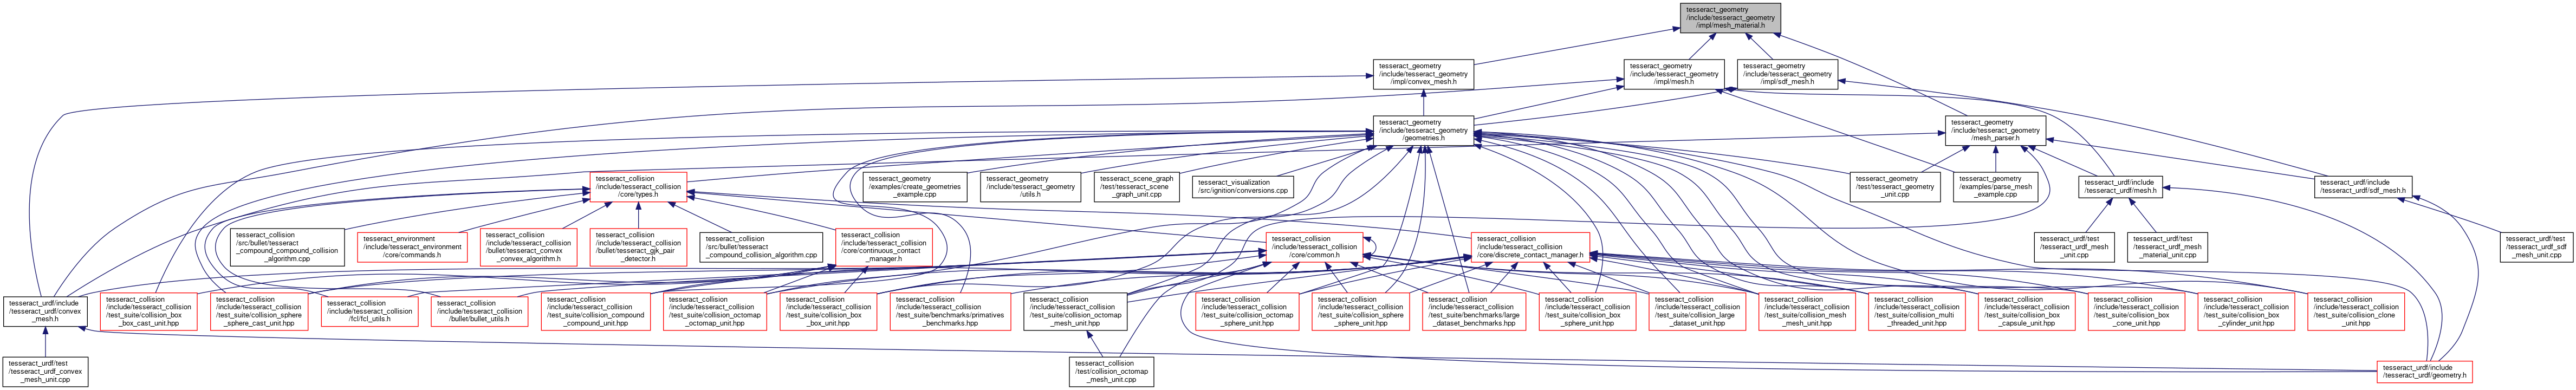 tesseract_geometry
/include/tesseract_geometry
/impl/mesh_material.h
tesseract_geometry
/include/tesseract_geometry
/impl/convex_mesh.h
tesseract_geometry
/include/tesseract_geometry
/impl/mesh.h
tesseract_geometry
/include/tesseract_geometry
/impl/sdf_mesh.h
tesseract_geometry
/include/tesseract_geometry
/geometries.h
tesseract_geometry
/include/tesseract_geometry
/mesh_parser.h
tesseract_collision
/include/tesseract_collision
/core/types.h
tesseract_geometry
/examples/create_geometries
_example.cpp
tesseract_geometry
/include/tesseract_geometry
/utils.h
tesseract_scene_graph
/test/tesseract_scene
_graph_unit.cpp
tesseract_visualization
/src/ignition/conversions.cpp
tesseract_geometry
/test/tesseract_geometry
_unit.cpp
tesseract_geometry
/examples/parse_mesh
_example.cpp
tesseract_urdf/include
/tesseract_urdf/mesh.h
tesseract_urdf/include
/tesseract_urdf/sdf_mesh.h
tesseract_collision
/src/bullet/tesseract
_compound_compound_collision
_algorithm.cpp
tesseract_environment
/include/tesseract_environment
/core/commands.h
tesseract_collision
/include/tesseract_collision
/bullet/tesseract_convex
_convex_algorithm.h
tesseract_collision
/include/tesseract_collision
/bullet/tesseract_gjk_pair
_detector.h
tesseract_collision
/src/bullet/tesseract
_compound_collision_algorithm.cpp
tesseract_collision
/include/tesseract_collision
/core/continuous_contact
_manager.h
tesseract_collision
/include/tesseract_collision
/core/common.h
tesseract_collision
/include/tesseract_collision
/core/discrete_contact_manager.h
tesseract_urdf/test
/tesseract_urdf_mesh
_unit.cpp
tesseract_urdf/test
/tesseract_urdf_mesh
_material_unit.cpp
tesseract_urdf/test
/tesseract_urdf_sdf
_mesh_unit.cpp
tesseract_urdf/include
/tesseract_urdf/convex
_mesh.h
tesseract_collision
/include/tesseract_collision
/test_suite/collision_box
_box_cast_unit.hpp
tesseract_collision
/include/tesseract_collision
/test_suite/collision_sphere
_sphere_cast_unit.hpp
tesseract_collision
/include/tesseract_collision
/fcl/fcl_utils.h
tesseract_collision
/include/tesseract_collision
/bullet/bullet_utils.h
tesseract_collision
/include/tesseract_collision
/test_suite/collision_compound
_compound_unit.hpp
tesseract_collision
/include/tesseract_collision
/test_suite/collision_octomap
_octomap_unit.hpp
tesseract_collision
/include/tesseract_collision
/test_suite/collision_box
_box_unit.hpp
tesseract_collision
/include/tesseract_collision
/test_suite/benchmarks/primatives
_benchmarks.hpp
tesseract_collision
/include/tesseract_collision
/test_suite/collision_octomap
_mesh_unit.hpp
tesseract_collision
/include/tesseract_collision
/test_suite/collision_octomap
_sphere_unit.hpp
tesseract_collision
/include/tesseract_collision
/test_suite/collision_sphere
_sphere_unit.hpp
tesseract_collision
/include/tesseract_collision
/test_suite/benchmarks/large
_dataset_benchmarks.hpp
tesseract_collision
/include/tesseract_collision
/test_suite/collision_box
_sphere_unit.hpp
tesseract_collision
/include/tesseract_collision
/test_suite/collision_large
_dataset_unit.hpp
tesseract_collision
/include/tesseract_collision
/test_suite/collision_mesh
_mesh_unit.hpp
tesseract_collision
/include/tesseract_collision
/test_suite/collision_multi
_threaded_unit.hpp
tesseract_collision
/include/tesseract_collision
/test_suite/collision_box
_capsule_unit.hpp
tesseract_collision
/include/tesseract_collision
/test_suite/collision_box
_cone_unit.hpp
tesseract_collision
/include/tesseract_collision
/test_suite/collision_box
_cylinder_unit.hpp
tesseract_collision
/include/tesseract_collision
/test_suite/collision_clone
_unit.hpp
tesseract_urdf/test
/tesseract_urdf_convex
_mesh_unit.cpp
tesseract_collision
/test/collision_octomap
_mesh_unit.cpp
tesseract_urdf/include
/tesseract_urdf/geometry.h